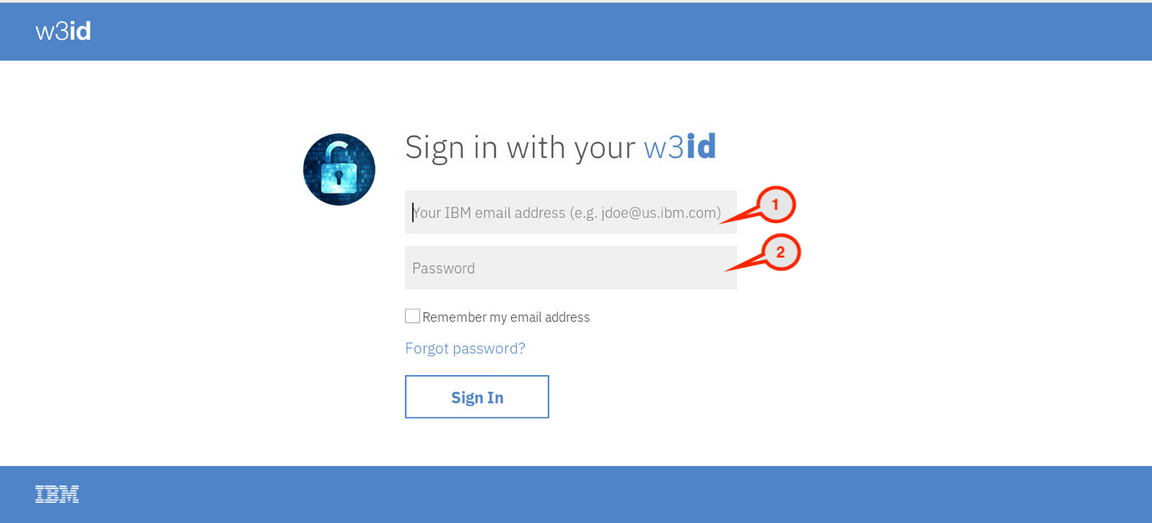 w3id
Sign in with your w3id
Your IBM email address (e.g. jdoe@us.ibm.com)
1
Password
2
Remember my email address
Forgot password?
Sign In
IBM